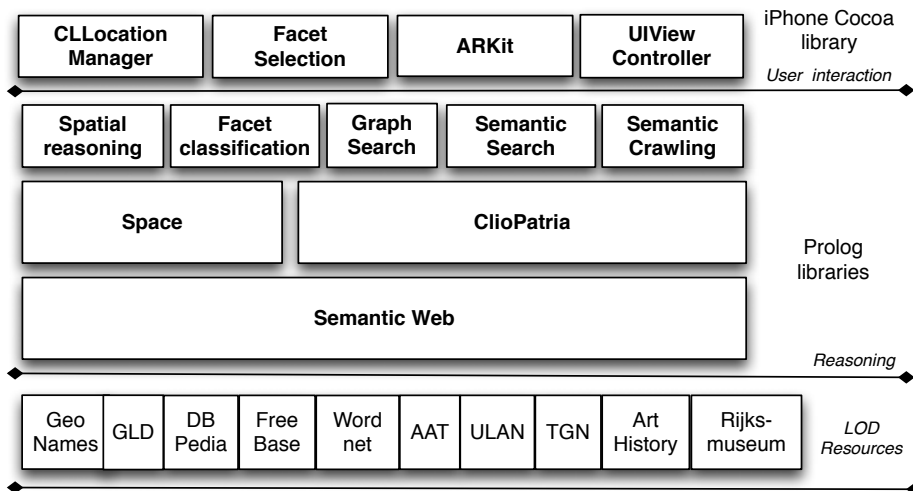 CLLocation
Manager
Facet
Selection
ARKit
UIView
Controller
iPhone Cocoa
library
User interaction
Spatial
reasoning
Facet
classification
Graph
Search
Semantic
Search
Semantic
Crawling
Space
ClioPatria
Prolog
libraries
Semantic Web
Reasoning
Geo
Names
GLD
DB
Pedia
Free
Base
Word
net
AAT
ULAN
TGN
Art
History
Rijks-
museum
LOD
Resources